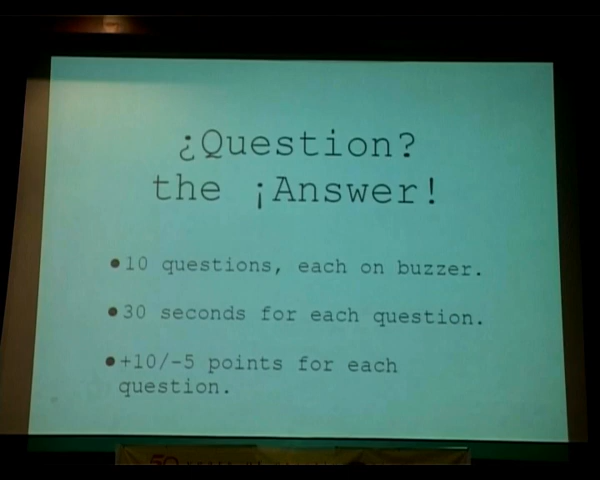 ¿Question?
the ¡Answer!
•10 questions, each on buzzer.
•30 seconds for each question.
•+10/-5 points for each
question.
50